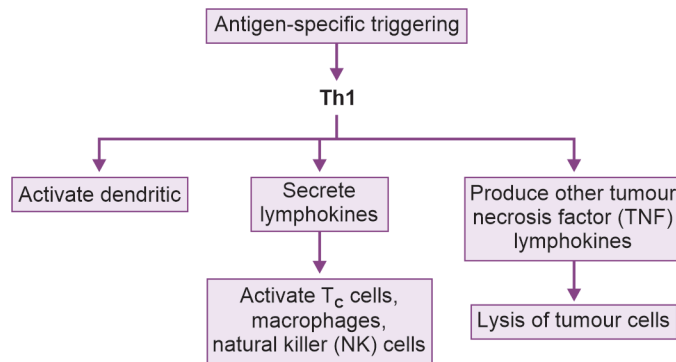 Antigen-specific triggering
Th1
Activate dendritic
Secrete
lymphokines
Produce other tumour
necrosis factor (TNF)
lymphokines
Activate Tc cells,
macrophages,
natural killer (NK) cells
Lysis of tumour cells